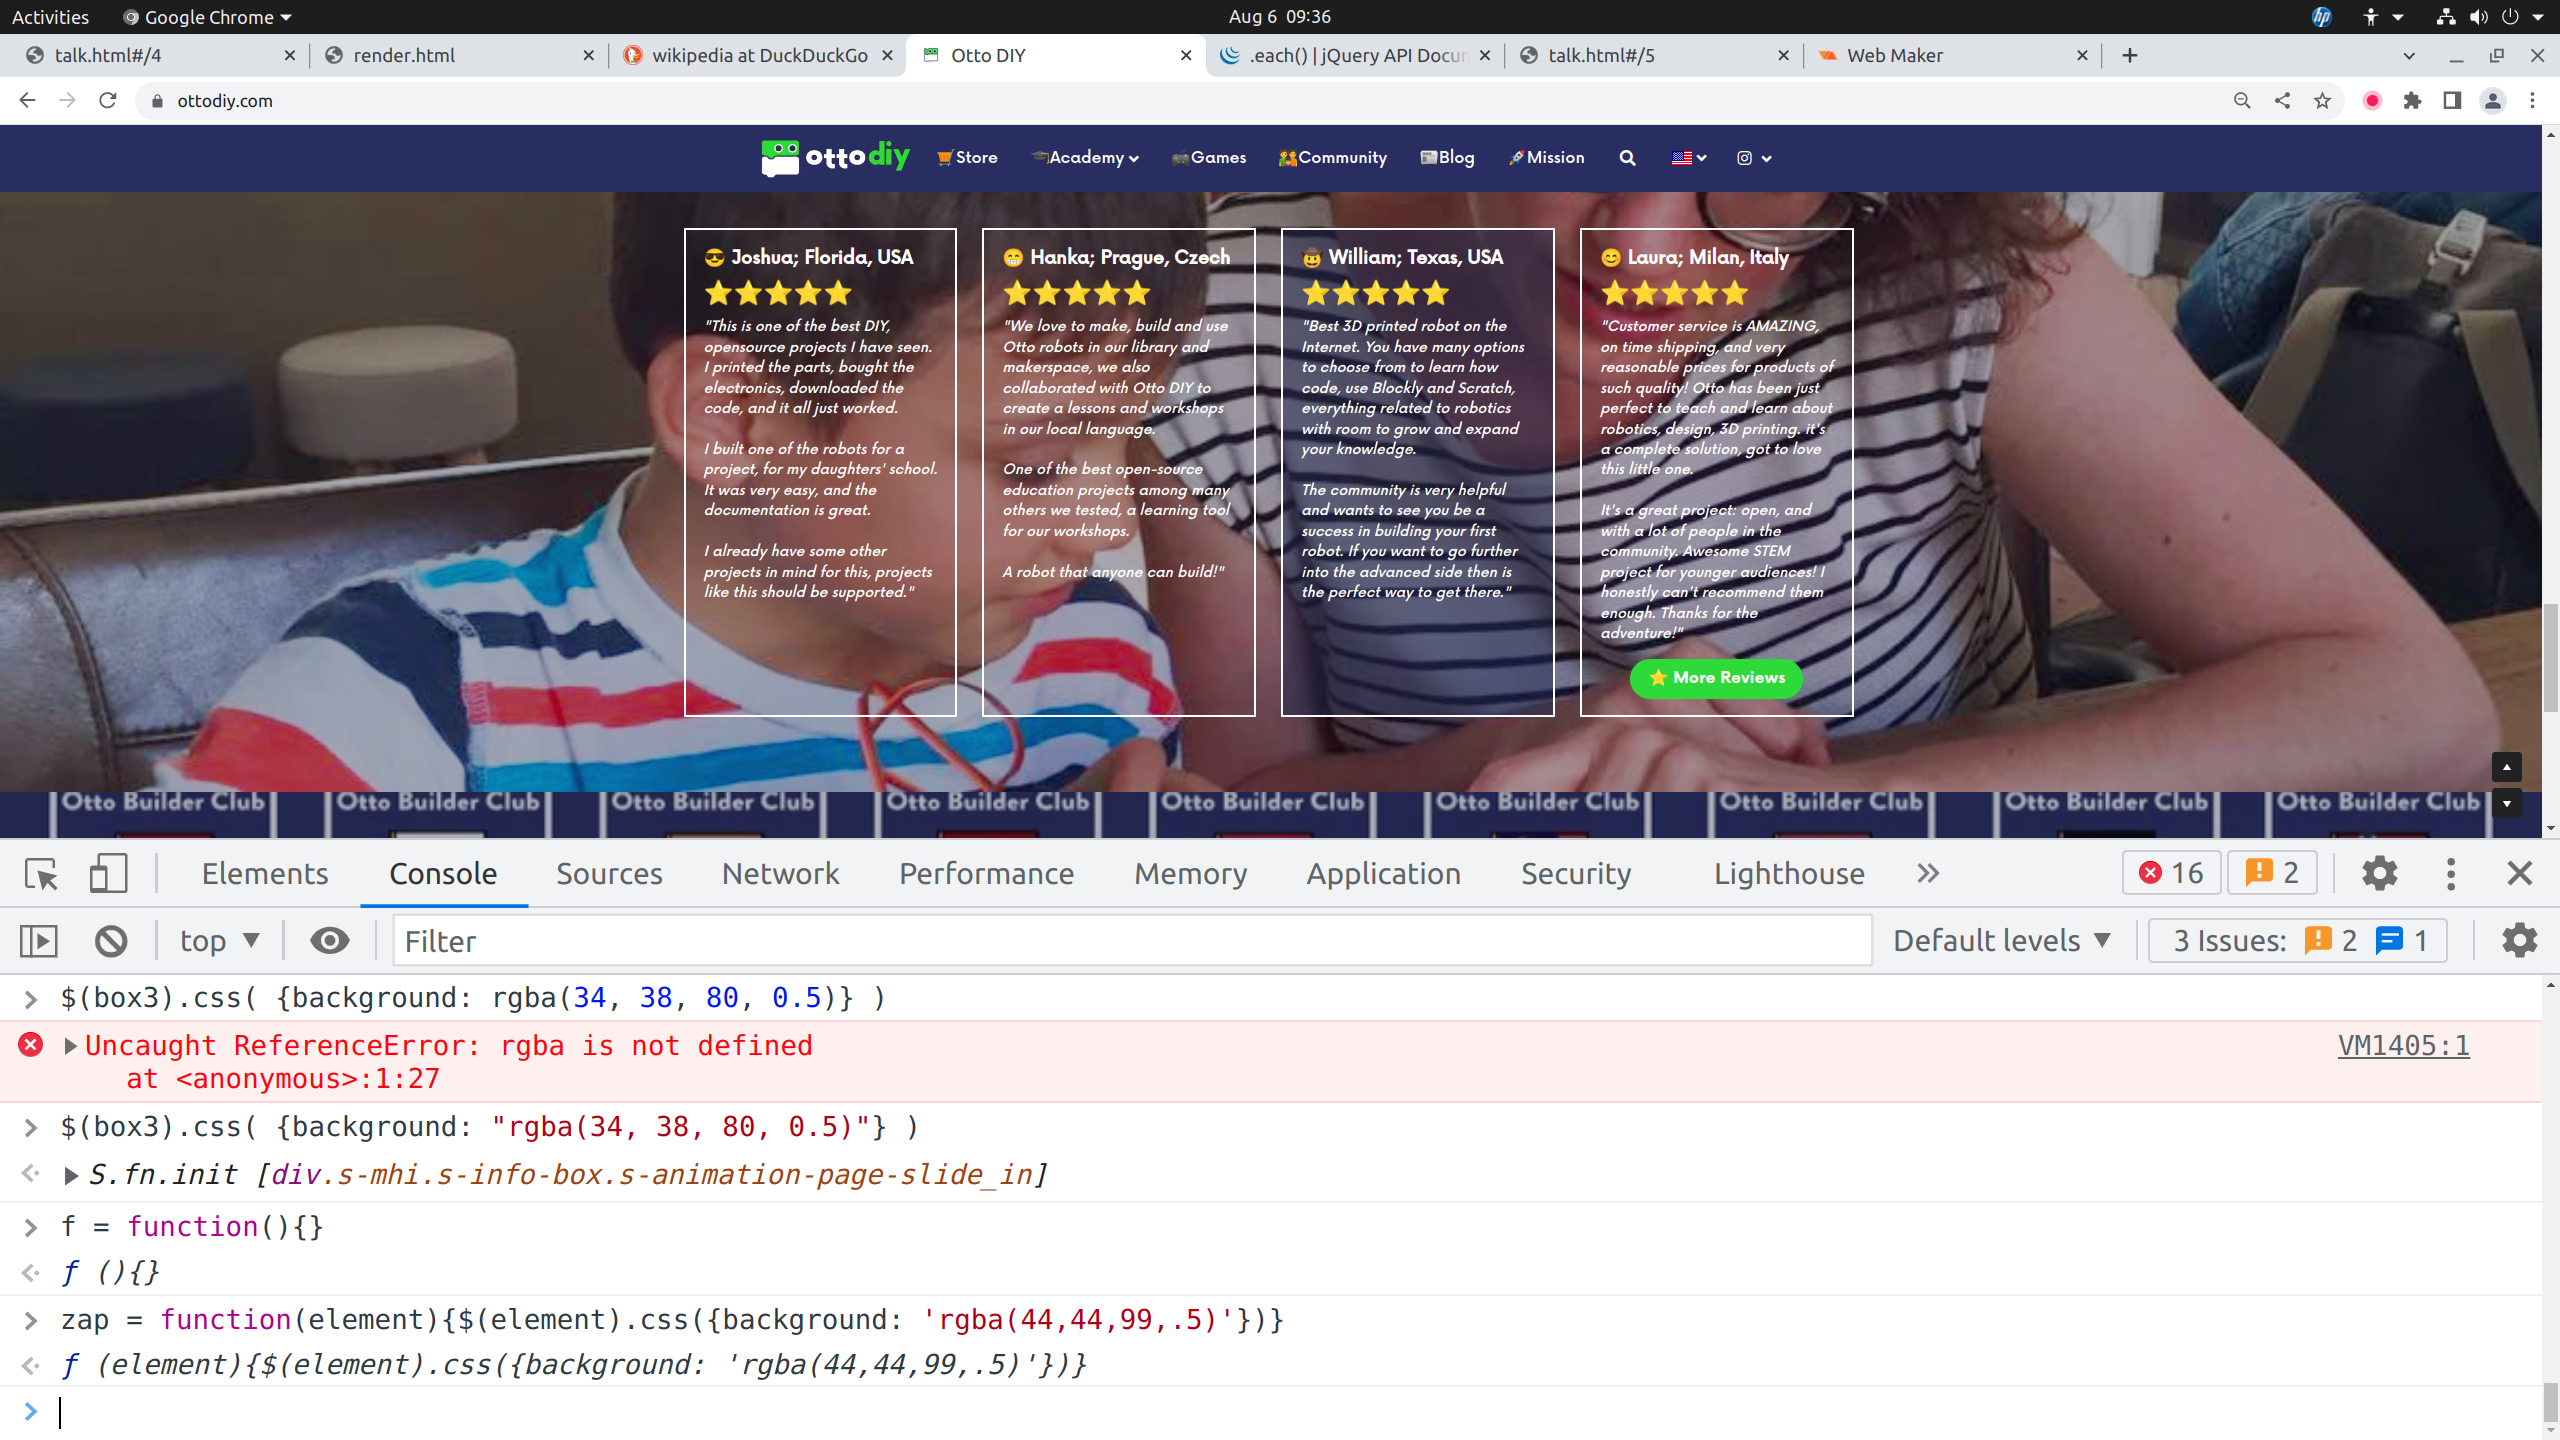 Activities Google Chrome Aug 6 09:36
talk.html#/4 render.html wikipedia at DuckDuckGo Otto DIY .each() | jQuery API Docu talk.html#/5 Web Maker
ottodiy.com
otto diy 🛒Store 🎓Academy 🎮Games Community 📰Blog 🚀Mission
😎 Joshua; Florida, USA
⭐⭐⭐⭐⭐
"This is one of the best DIY,
opensource projects I have seen.
I printed the parts, bought the
electronics, downloaded the
code, and it all just worked.
I built one of the robots for a
project, for my daughters' school.
It was very easy, and the
documentation is great.
I already have some other
projects in mind for this, projects
like this should be supported."
😁 Hanka; Prague, Czech
⭐⭐⭐⭐⭐
"We love to make, build and use
Otto robots in our library and
makerspace, we also
collaborated with Otto DIY to
create a lessons and workshops
in our local language.
One of the best open-source
education projects among many
others we tested, a learning tool
for our workshops.
A robot that anyone can build!"
🤠 William; Texas, USA
⭐⭐⭐⭐⭐
"Best 3D printed robot on the
Internet. You have many options
to choose from to learn how
code, use Blockly and Scratch,
everything related to robotics
with room to grow and expand
your knowledge.
The community is very helpful
and wants to see you be a
success in building your first
robot. If you want to go further
into the advanced side then is
the perfect way to get there."
😊 Laura; Milan, Italy
⭐⭐⭐⭐⭐
"Customer service is AMAZING,
on time shipping, and very
reasonable prices for products of
such quality! Otto has been just
perfect to teach and learn about
robotics, design, 3D printing. it's
a complete solution, got to love
this little one.
It's a great project: open, and
with a lot of people in the
community. Awesome STEM
project for younger audiences! I
honestly can't recommend them
enough. Thanks for the
adventure!"
⭐ More Reviews
Otto Builder Club Otto Builder Club Otto Builder Club Otto Builder Club Otto Builder Club Otto Builder Club Otto Builder Club Otto Builder Club Otto Builder Club
Elements Console Sources Network Performance Memory Application Security Lighthouse » 16 2
top ▼ Filter Default levels ▼ 3 Issues: 2 1
> $(box3).css( {background: rgba(34, 38, 80, 0.5)} )
Uncaught ReferenceError: rgba is not defined VM1405:1
at <anonymous>:1:27
> $(box3).css( {background: "rgba(34, 38, 80, 0.5)"} )
S.fn.init [div.s-mhi.s-info-box.s-animation-page-slide_in]
> f = function(){}
ƒ (){}
> zap = function(element){$(element).css({background: 'rgba(44,44,99,.5)'})}
ƒ (element){$(element).css({background: 'rgba(44,44,99,.5)'})}
>